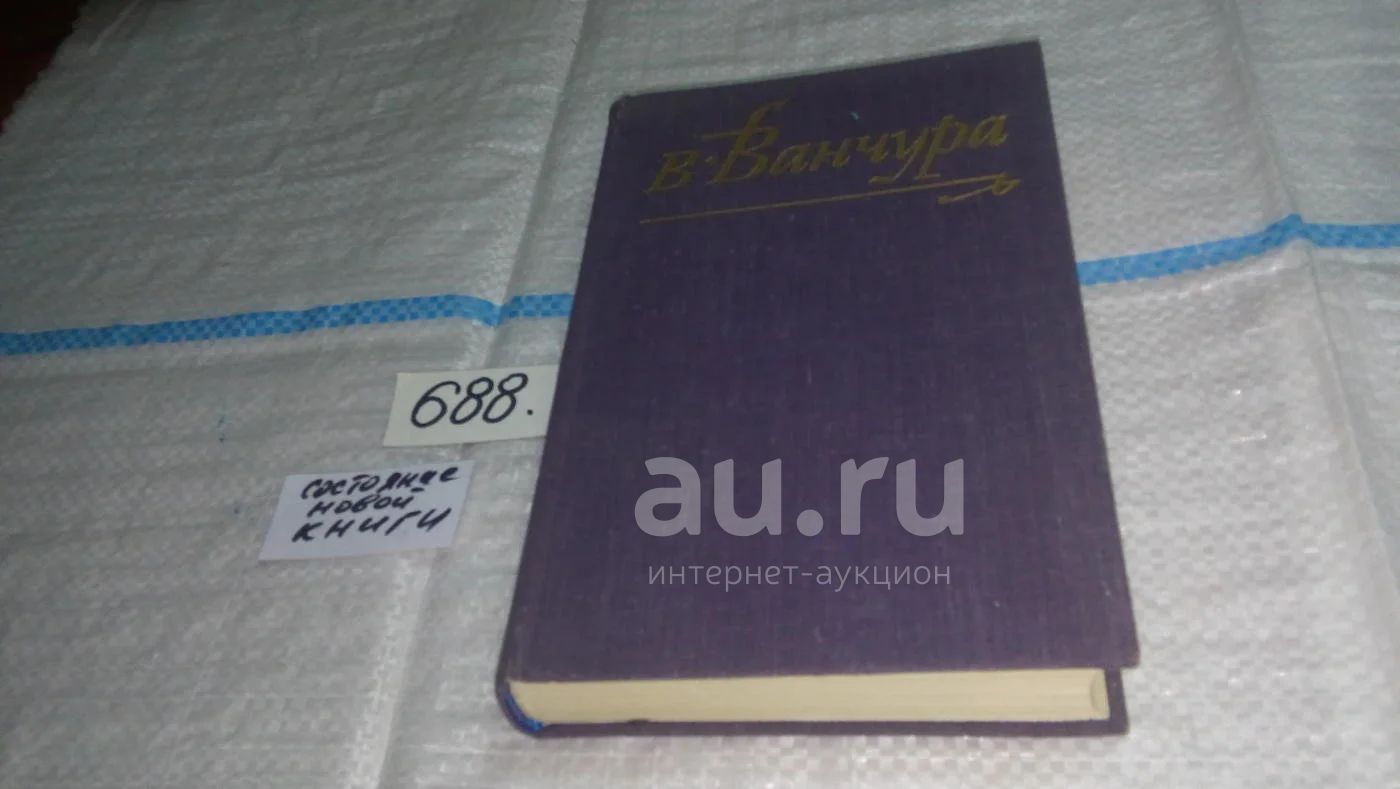 В. Ванчура
688.
состояние
новой
книги
au.ru
интернет-аукцион